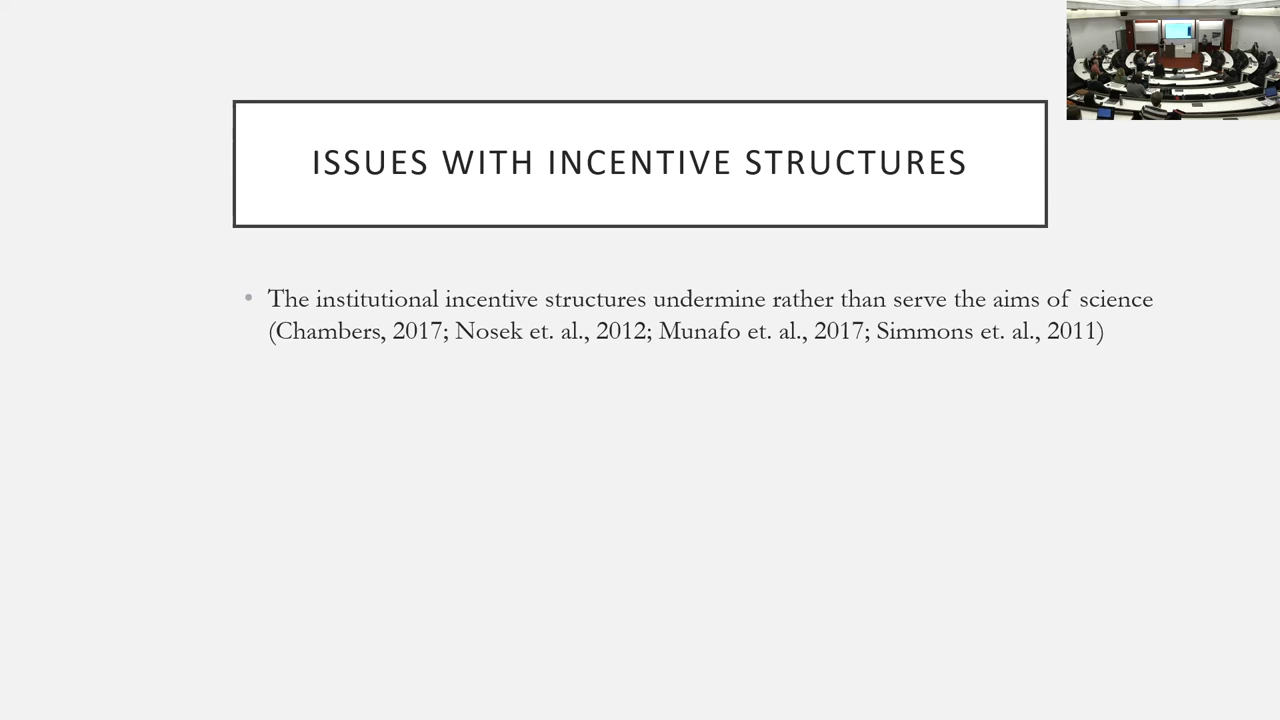 ISSUES WITH INCENTIVE STRUCTURES
• The institutional incentive structures undermine rather than serve the aims of science
(Chambers, 2017; Nosek et. al., 2012; Munafo et. al., 2017; Simmons et. al., 2011)